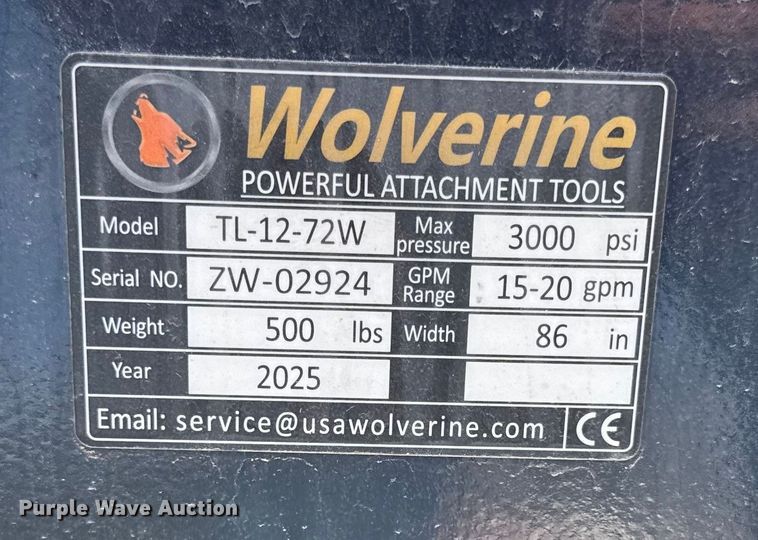 Wolverine
POWERFUL ATTACHMENT TOOLS
Model TL-12-72W Max pressure 3000 psi
Serial NO. ZW-02924 GPM Range 15-20 gpm
Weight 500 lbs Width 86 in
Year 2025
Email: service@usawolverine.com CE
Purple Wave Auction